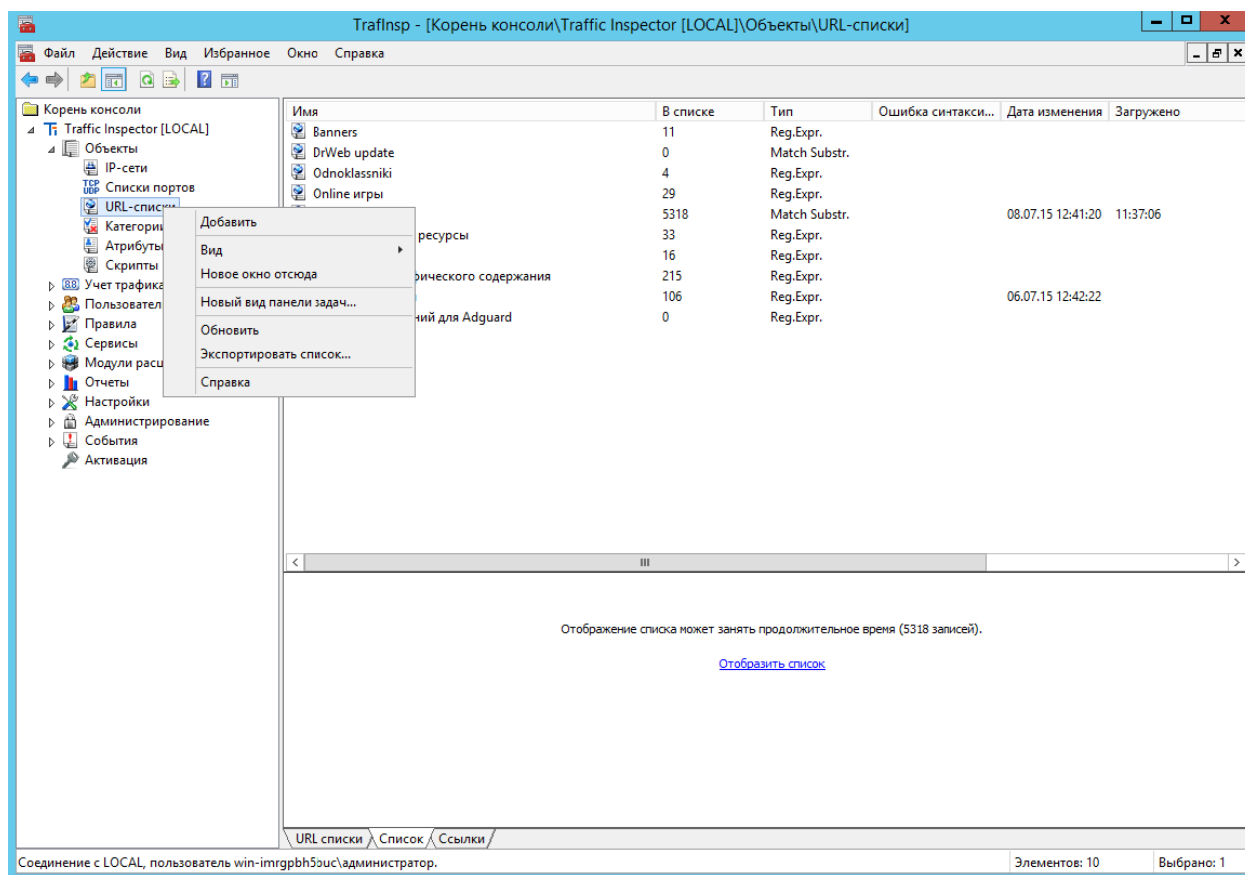 TrafInsp - [Корень консоли\Traffic Inspector [LOCAL]\Объекты\URL-списки]
Файл Действие Вид Избранное Окно Справка
Корень консоли
Traffic Inspector [LOCAL]
Объекты
IP-сети
Списки портов
URL-списки
Категории
Атрибуты
Скрипты
Учет трафика
Пользовател
Правила
Сервисы
Модули расш
Отчеты
Настройки
Администрирование
События
Активация
Добавить
Вид
Новое окно отсюда
Новый вид панели задач...
Обновить
Экспортировать список...
Справка
Имя В списке Тип Ошибка синтакси... Дата изменения Загружено
Banners 11 Reg.Expr.
DrWeb update 0 Match Substr.
Odnoklassniki 4 Reg.Expr.
Online игры 29 Reg.Expr.
5318 Match Substr. 08.07.15 12:41:20 11:37:06
ресурсы 33 Reg.Expr.
16 Reg.Expr.
фического содержания 215 Reg.Expr.
106 Reg.Expr. 06.07.15 12:42:22
ний для Adguard 0 Reg.Expr.
Отображение списка может занять продолжительное время (5318 записей).
Отобразить список
URL списки Список Ссылки
Соединение с LOCAL, пользователь win-imrgpbh5buc\администратор. Элементов: 10 Выбрано: 1